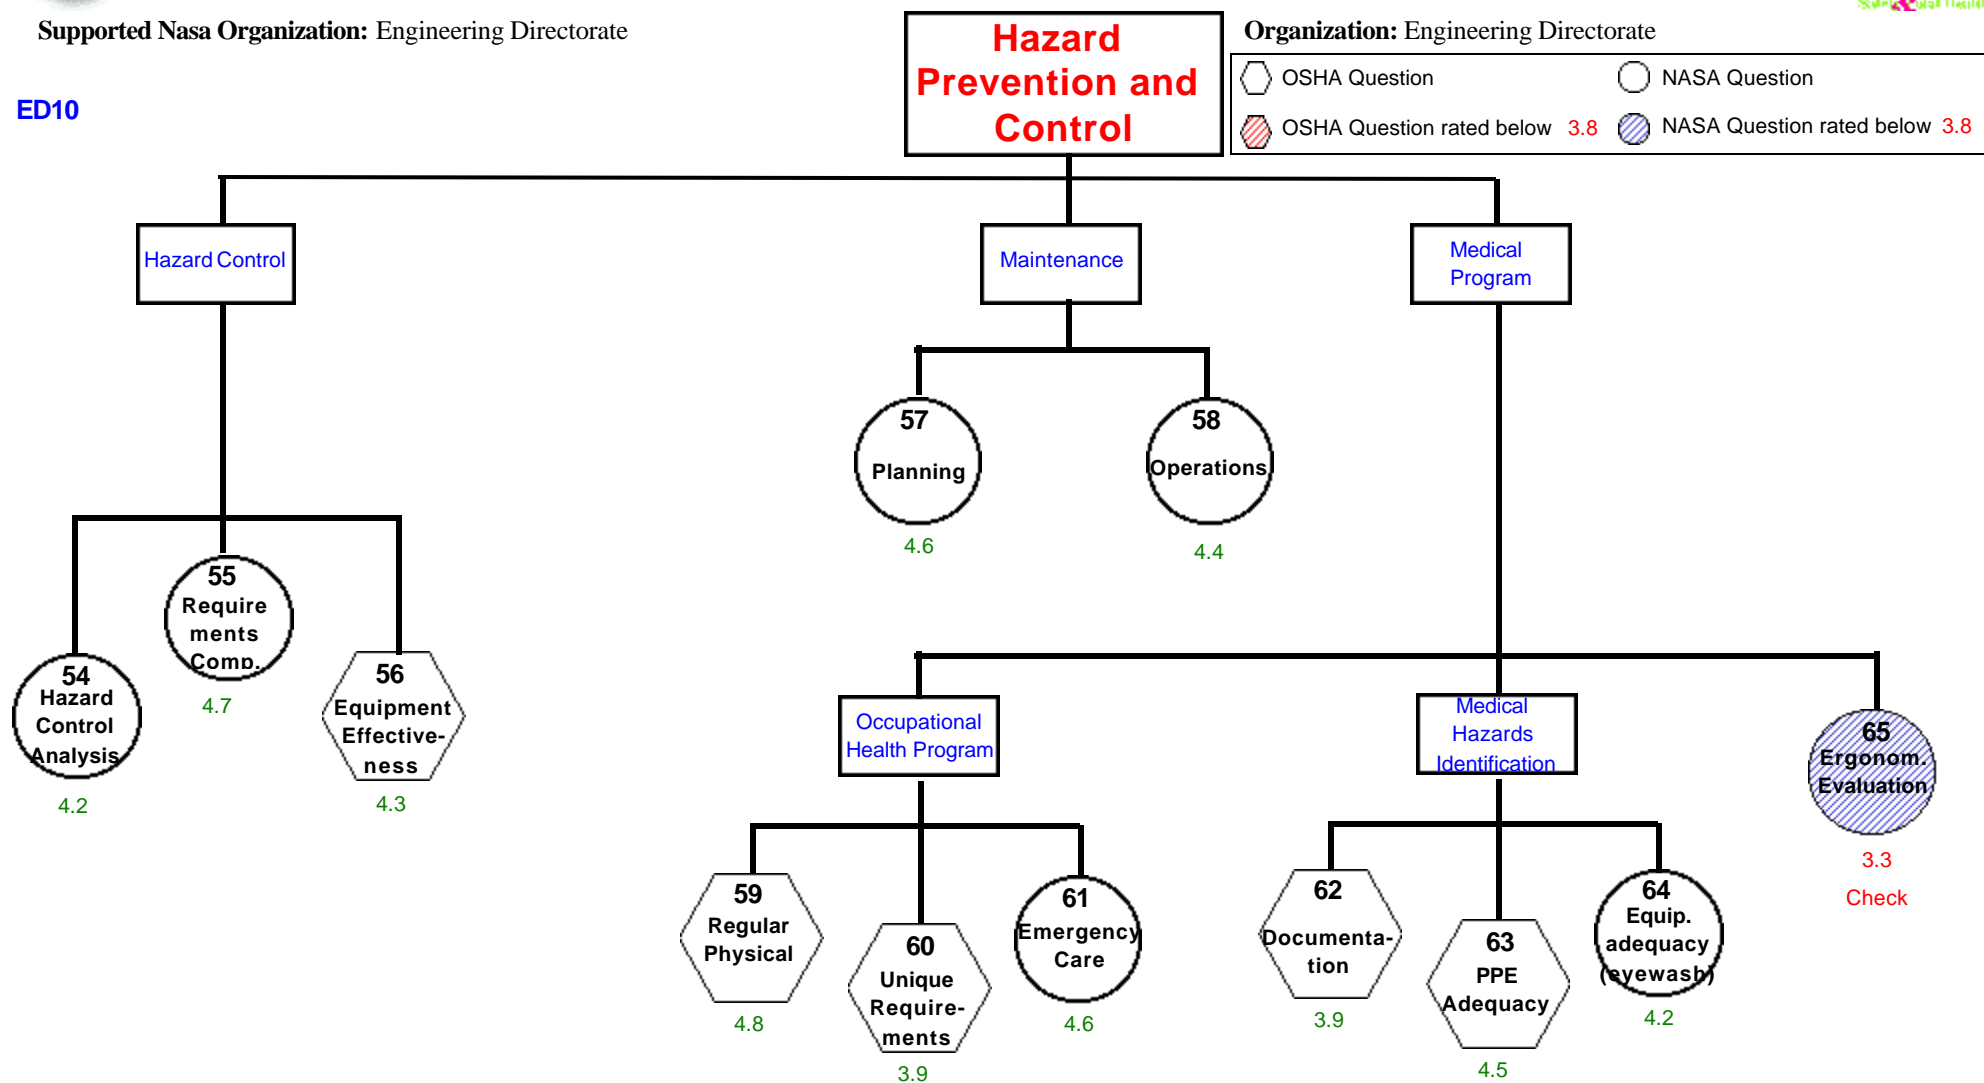 Supported Nasa Organization: Engineering Directorate
Organization: Engineering Directorate
Hazard
Prevention and
Control
OSHA Question
NASA Question
OSHA Question rated below 3.8
NASA Question rated below 3.8
ED10
Hazard Control
Maintenance
Medical
Program
57
Planning
4.6
58
Operations
4.4
54
Hazard
Control
Analysis
4.2
55
Require
ments
Comp.
4.7
56
Equipment
Effective-
ness
4.3
Occupational
Health Program
Medical
Hazards
Identification
65
Ergonom.
Evaluation
3.3
Check
59
Regular
Physical
4.8
60
Unique
Require-
ments
3.9
61
Emergency
Care
4.6
62
Documenta-
tion
3.9
63
PPE
Adequacy
4.5
64
Equip.
adequacy
(eyewash)
4.2